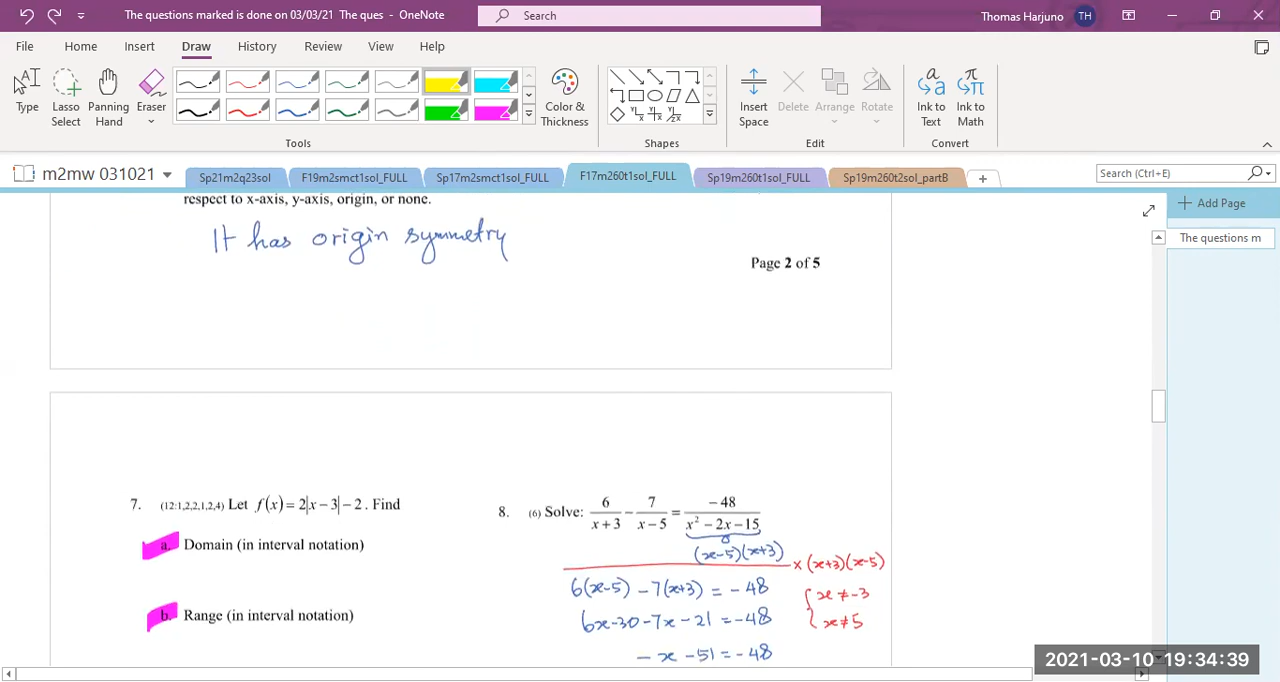 The questions marked is done on 03/03/21 The ques - OneNote
Search
Thomas Harjuno TH
File Home Insert Draw History Review View Help
Type
Lasso Select
Panning Hand
Eraser
Color & Thickness
Insert Space
Delete
Arrange
Rotate
Ink to Text
Ink to Math
Tools
Shapes
Edit
Convert
m2mw 031021
Sp21m2q23sol
F19m2smct1sol_FULL
Sp17m2smct1sol_FULL
F17m260t1sol_FULL
Sp19m260t1sol_FULL
Sp19m260t2sol_partB
Search (Ctrl+E)
Add Page
The questions m
respect to x-axis, y-axis, origin, or none.
It has origin symmetry
Page 2 of 5
7. (12:1,2,2,1,2,4) Let f(x) = 2|x − 3| − 2 . Find
a. Domain (in interval notation)
b. Range (in interval notation)
8. (6) Solve: 6/(x + 3) − 7/(x − 5) = −48/(x² − 2x − 15)
(x-5)(x+3)
× (x+3)(x-5)
6(x-5) - 7(x+3) = -48
x ≠ -3
6x-30-7x-21 = -48
x ≠ 5
- x - 51 = -48
2021-03-10 19:34:39